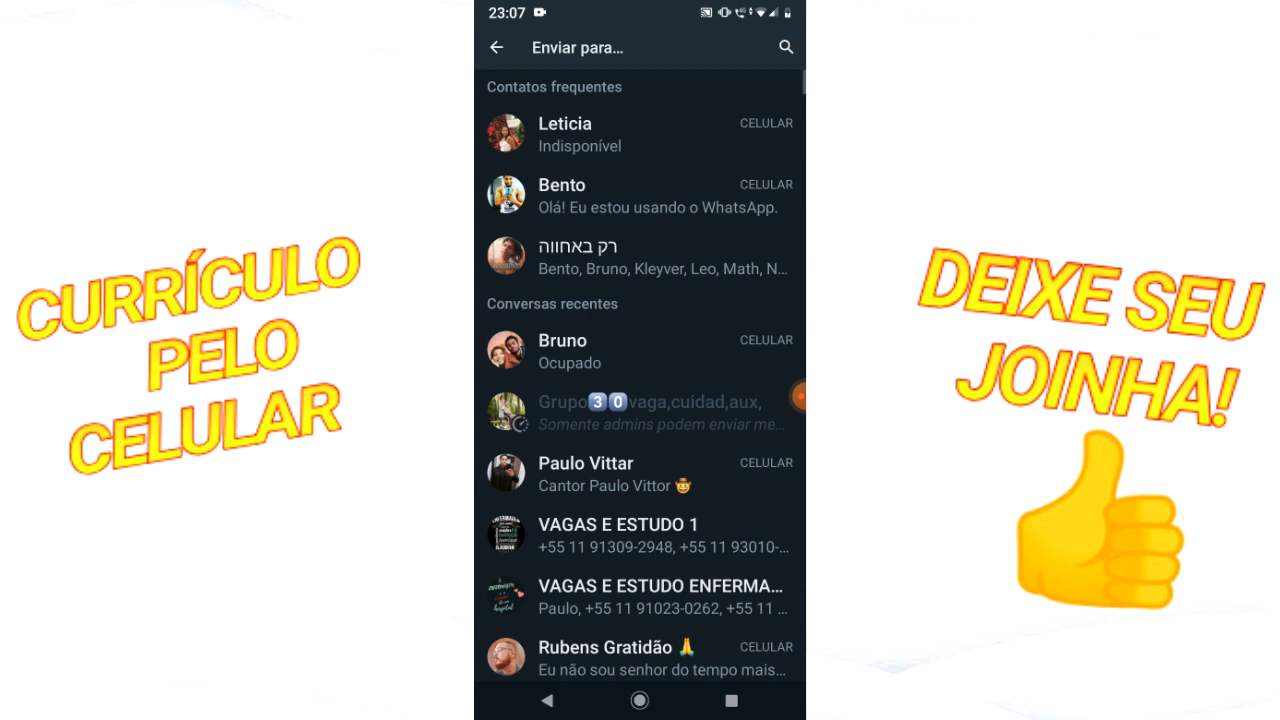 CURRÍCULO
PELO
CELULAR
23:07
Enviar para...
Contatos frequentes
Leticia
CELULAR
Indisponível
Bento
CELULAR
Olá! Eu estou usando o WhatsApp.
רק באחווה
Bento, Bruno, Kleyver, Leo, Math, N...
Conversas recentes
Bruno
CELULAR
Ocupado
Grupo3️⃣0️⃣vaga,cuidad,aux,
Somente admins podem enviar me...
Paulo Vittar
CELULAR
Cantor Paulo Vittor 🤠
VAGAS E ESTUDO 1
+55 11 91309-2948, +55 11 93010-...
VAGAS E ESTUDO ENFERMA...
Paulo, +55 11 91023-0262, +55 11 ...
Rubens Gratidão 🙏
CELULAR
Eu não sou senhor do tempo mais...
DEIXE SEU
JOINHA!